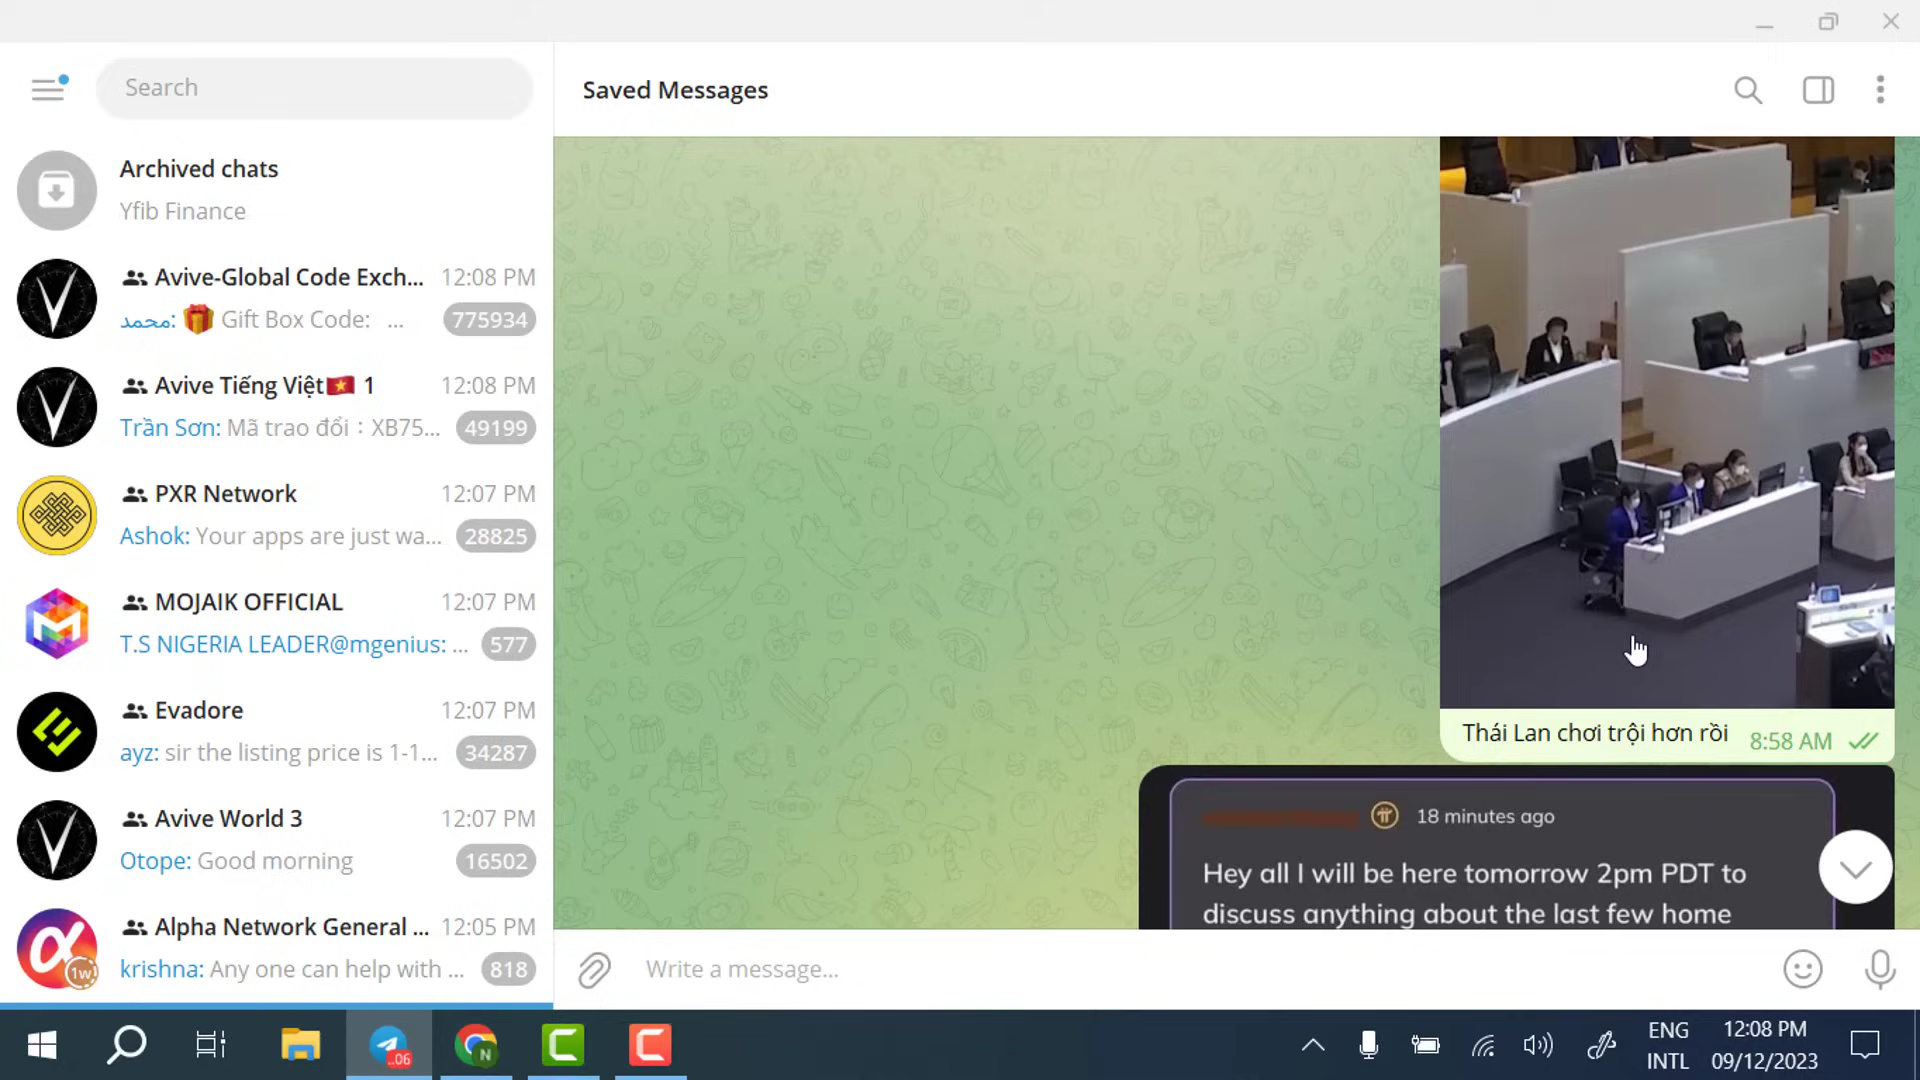 Search
Saved Messages
Archived chats
Yfib Finance
Avive-Global Code Exch... 12:08 PM
محمد: 🎁 Gift Box Code: ... 775934
Avive Tiếng Việt🇻🇳 1 12:08 PM
Trần Sơn: Mã trao đổi：XB75... 49199
PXR Network 12:07 PM
Ashok: Your apps are just wa... 28825
MOJAIK OFFICIAL 12:07 PM
T.S NIGERIA LEADER@mgenius: ... 577
Evadore 12:07 PM
ayz: sir the listing price is 1-1... 34287
Avive World 3 12:07 PM
Otope: Good morning 16502
Alpha Network General ... 12:05 PM
krishna: Any one can help with ... 818
1w
Thái Lan chơi trội hơn rồi 8:58 AM
18 minutes ago
Hey all I will be here tomorrow 2pm PDT to
discuss anything about the last few home
Write a message...
..06
N
ENG
INTL
12:08 PM
09/12/2023